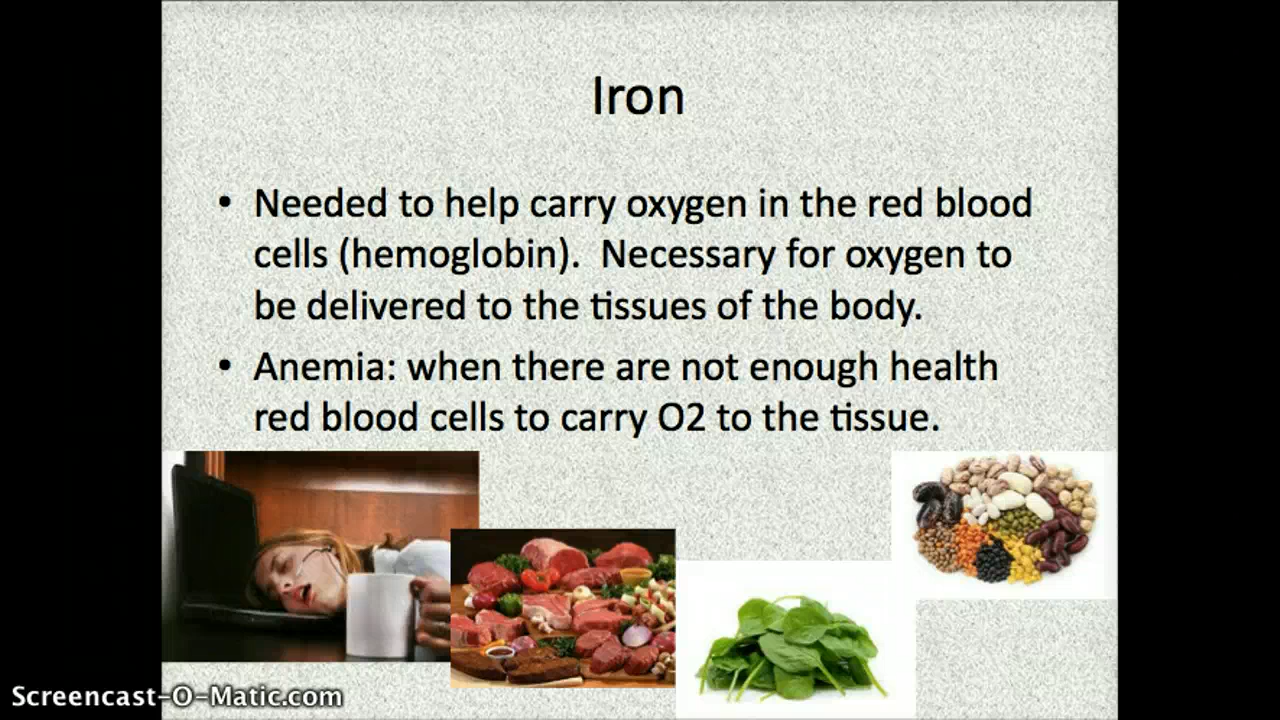 Iron
• Needed to help carry oxygen in the red blood
cells (hemoglobin).  Necessary for oxygen to
be delivered to the tissues of the body.
• Anemia: when there are not enough health
red blood cells to carry O2 to the tissue.
Screencast-O-Matic.com